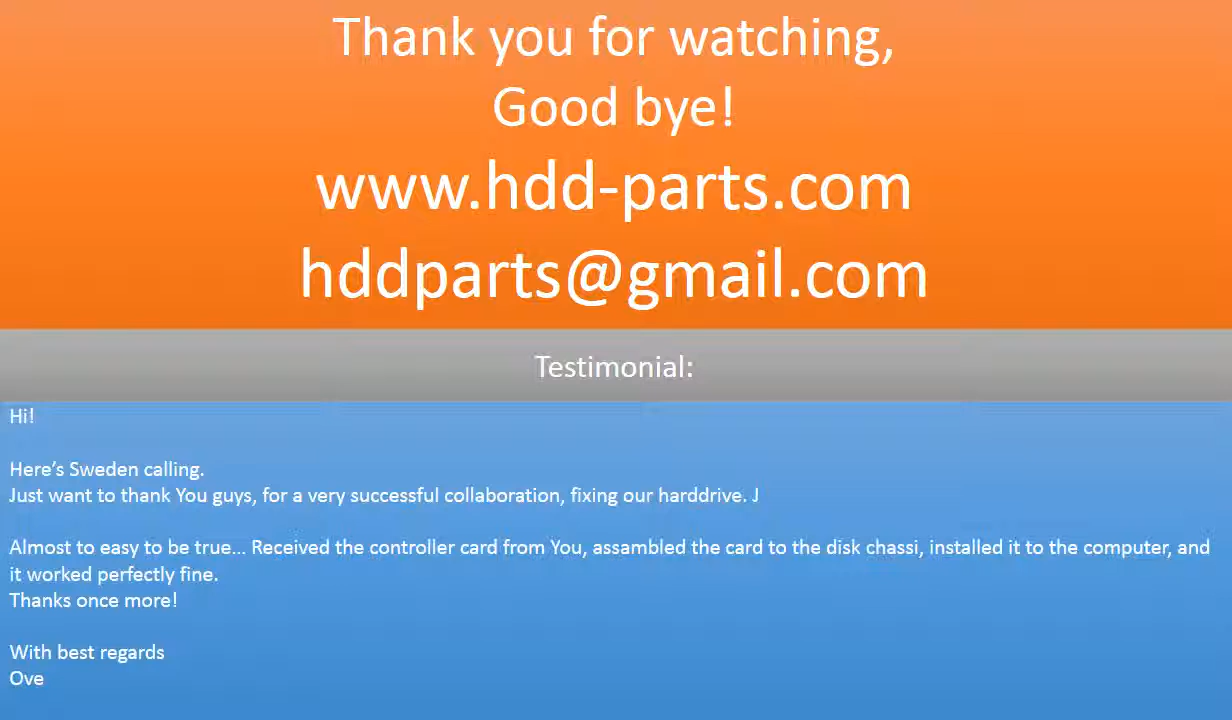 Thank you for watching,
Good bye!
www.hdd-parts.com
hddparts@gmail.com
Testimonial:
Hi!
Here’s Sweden calling.
Just want to thank You guys, for a very successful collaboration, fixing our harddrive. J
Almost to easy to be true... Received the controller card from You, assembled the card to the disk chassi, installed it to the computer, and
it worked perfectly fine.
Thanks once more!
With best regards
Ove